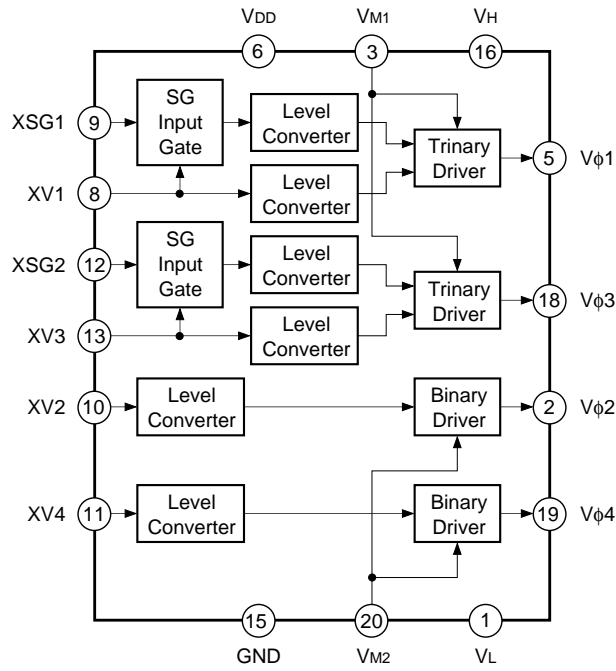 VDD VM1 VH
6 3 16
XSG1 9 SG Input Gate Level Converter Trinary Driver 5 Vϕ1
XV1 8 Level Converter
XSG2 12 SG Input Gate Level Converter Trinary Driver 18 Vϕ3
XV3 13 Level Converter
XV2 10 Level Converter Binary Driver 2 Vϕ2
XV4 11 Level Converter Binary Driver 19 Vϕ4
15 20 1
GND VM2 VL